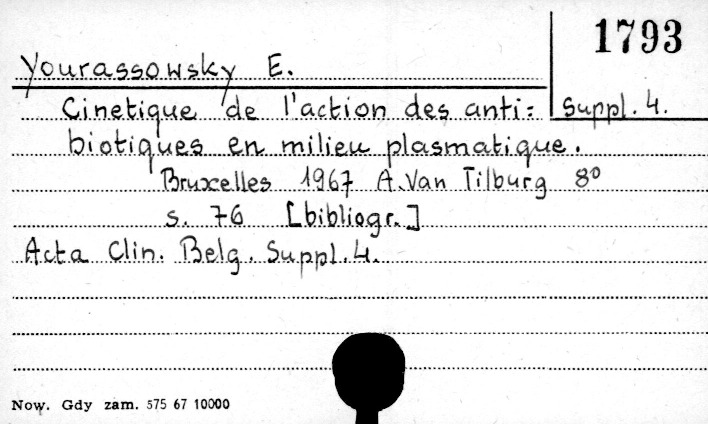 1793
Yourassowsky E.
Cinetique de l'action des anti= Suppl. 4.
biotiques en milieu plasmatique.
Bruxelles 1967 A.Van Tilburg 8º
s. 76 [bibliogr.]
Acta Clin. Belg. Suppl.4.
Now. Gdy zam. 575 67 10000